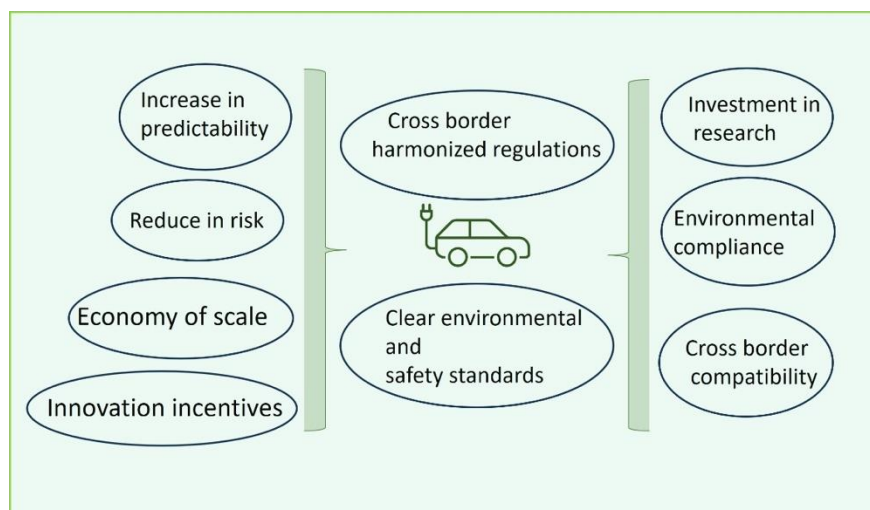 Increase in
predictability
Reduce in risk
Economy of scale
Innovation incentives
Cross border
harmonized regulations
Clear environmental
and
safety standards
Investment in
research
Environmental
compliance
Cross border
compatibility